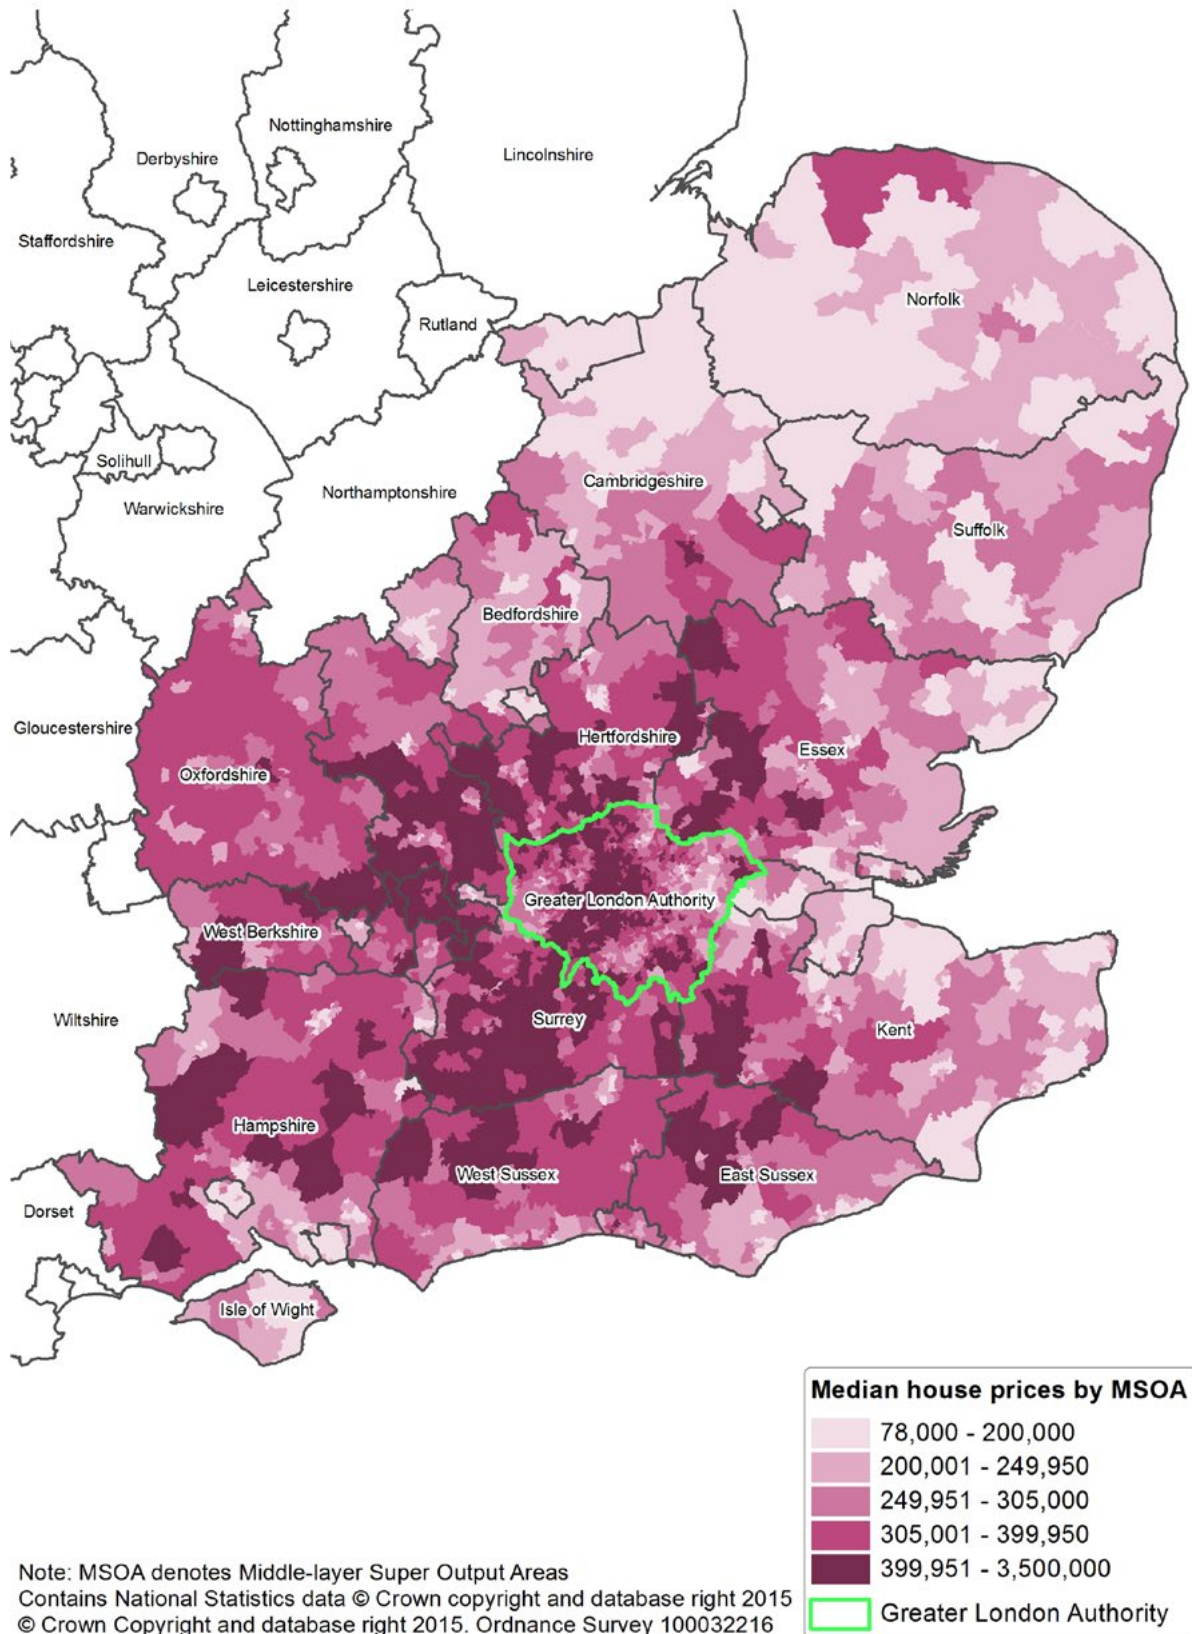 Nottinghamshire
Derbyshire
Lincolnshire
Staffordshire
Leicestershire
Norfolk
Rutland
Solihull
Cambridgeshire
Northamptonshire
Warwickshire
Suffolk
Bedfordshire
Gloucestershire
Hertfordshire
Essex
Oxfordshire
Greater London Authority
West Berkshire
Wiltshire
Surrey
Kent
Hampshire
West Sussex
East Sussex
Dorset
Isle of Wight
Median house prices by MSOA
78,000 - 200,000
200,001 - 249,950
249,951 - 305,000
305,001 - 399,950
399,951 - 3,500,000
Greater London Authority
Note: MSOA denotes Middle-layer Super Output Areas
Contains National Statistics data © Crown copyright and database right 2015
© Crown Copyright and database right 2015. Ordnance Survey 100032216